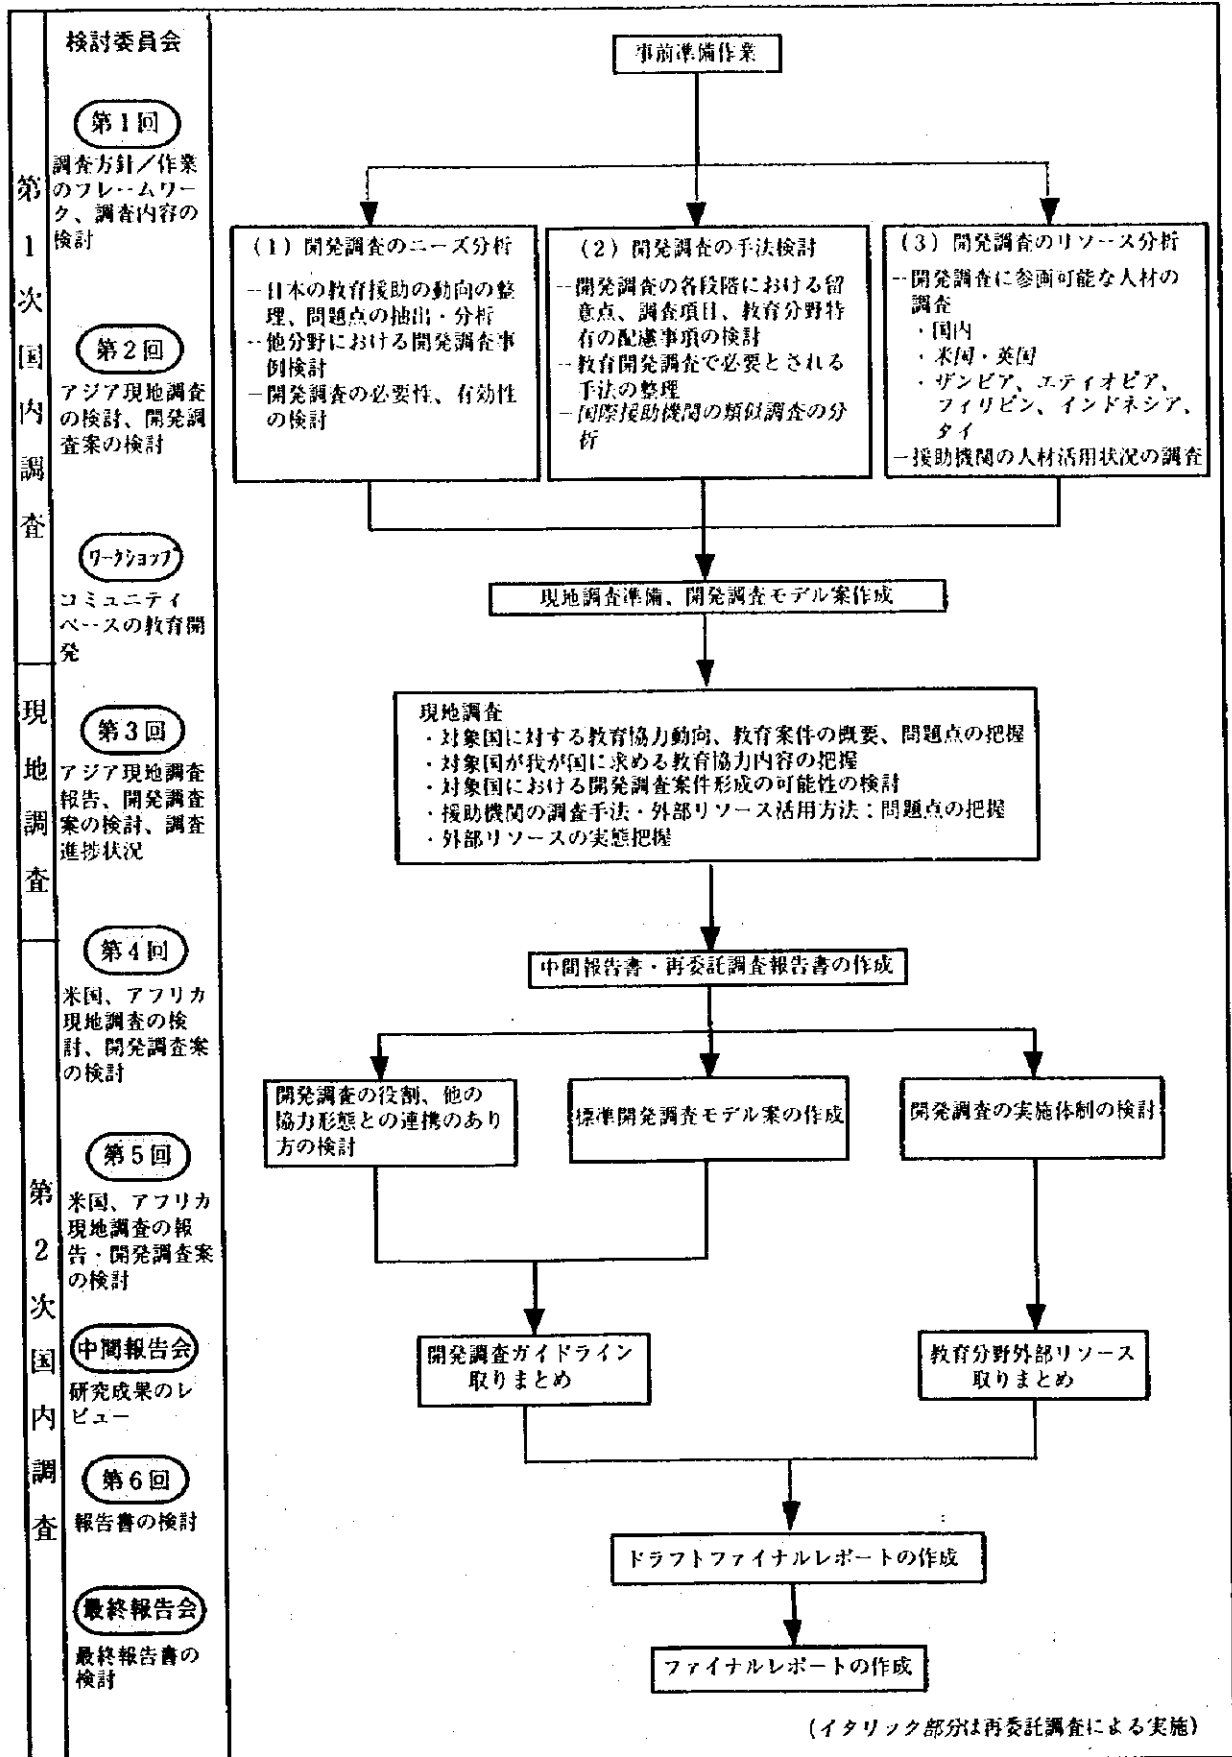 検討委員会
第1回
調査方針／作業
のフレームワー
ク、調査内容の
検討
第2回
アジア現地調査
の検討、開発調
査案の検討
ワークショップ
コミュニティ
ベースの教育開
発
第3回
アジア現地調査
報告、開発調査
案の検討、調査
進捗状況
第4回
米国、アフリカ
現地調査の検
討、開発調査案
の検討
第5回
米国、アフリカ
現地調査の報
告・開発調査案
の検討
中間報告会
研究成果のレ
ビュー
第6回
報告書の検討
最終報告会
最終報告書の
検討
第1次国内調査
現地調査
第2次国内調査
事前準備作業
(1) 開発調査のニーズ分析
－日本の教育援助の動向の整
理、問題点の抽出・分析
－他分野における開発調査事
例検討
－開発調査の必要性、有効性
の検討
(2) 開発調査の手法検討
－開発調査の各段階における留
意点、調査項目、教育分野特
有の配慮事項の検討
－教育開発調査で必要とされる
手法の整理
－国際援助機関の類似調査の分
析
(3) 開発調査のリソース分析
－開発調査に参画可能な人材の
調査
・国内
・米国・英国
・ザンビア、エティオピア、
フィリピン、インドネシア、
タイ
－援助機関の人材活用状況の調査
現地調査準備、開発調査モデル案作成
現地調査
・対象国に対する教育協力動向、教育案件の概要、問題点の把握
・対象国が我が国に求める教育協力内容の把握
・対象国における開発調査案件形成の可能性の検討
・援助機関の調査手法・外部リソース活用方法：問題点の把握
・外部リソースの実態把握
中間報告書・再委託調査報告書の作成
開発調査の役割、他の
協力形態との連携のあり
方の検討
標準開発調査モデル案の作成
開発調査の実施体制の検討
開発調査ガイドライン
取りまとめ
教育分野外部リソース
取りまとめ
ドラフトファイナルレポートの作成
ファイナルレポートの作成
(イタリック部分は再委託調査による実施)